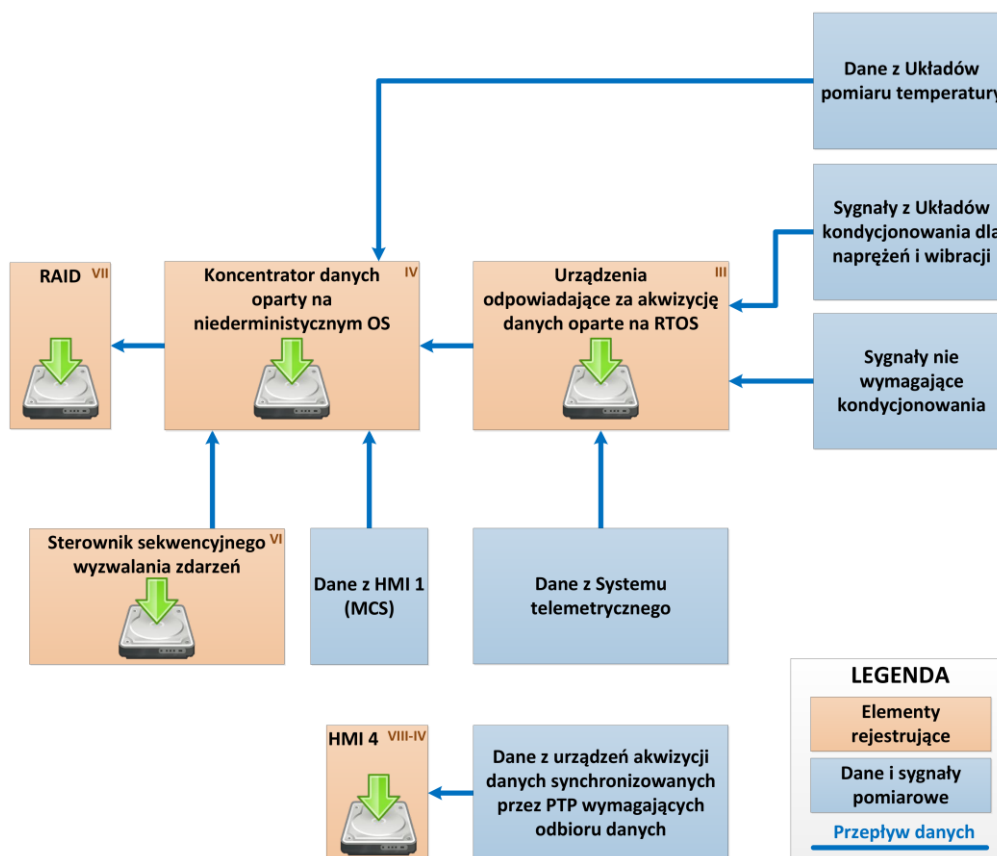 Dane z Układów
pomiaru temperatury
Sygnały z Układów
kondycjonowania dla
naprężeń i wibracji
RAID VII
Koncentrator danych IV
oparty na
niederministycznym OS
Urządzenia III
odpowiadające za akwizycję
danych oparte na RTOS
Sygnały nie
wymagające
kondycjonowania
Sterownik sekwencyjnego VI
wyzwalania zdarzeń
Dane z HMI 1
(MCS)
Dane z Systemu
telemetrycznego
HMI 4 VIII-IV
Dane z urządzeń akwizycji
danych synchronizowanych
przez PTP wymagających
odbioru danych
LEGENDA
Elementy
rejestrujące
Dane i sygnały
pomiarowe
Przepływ danych